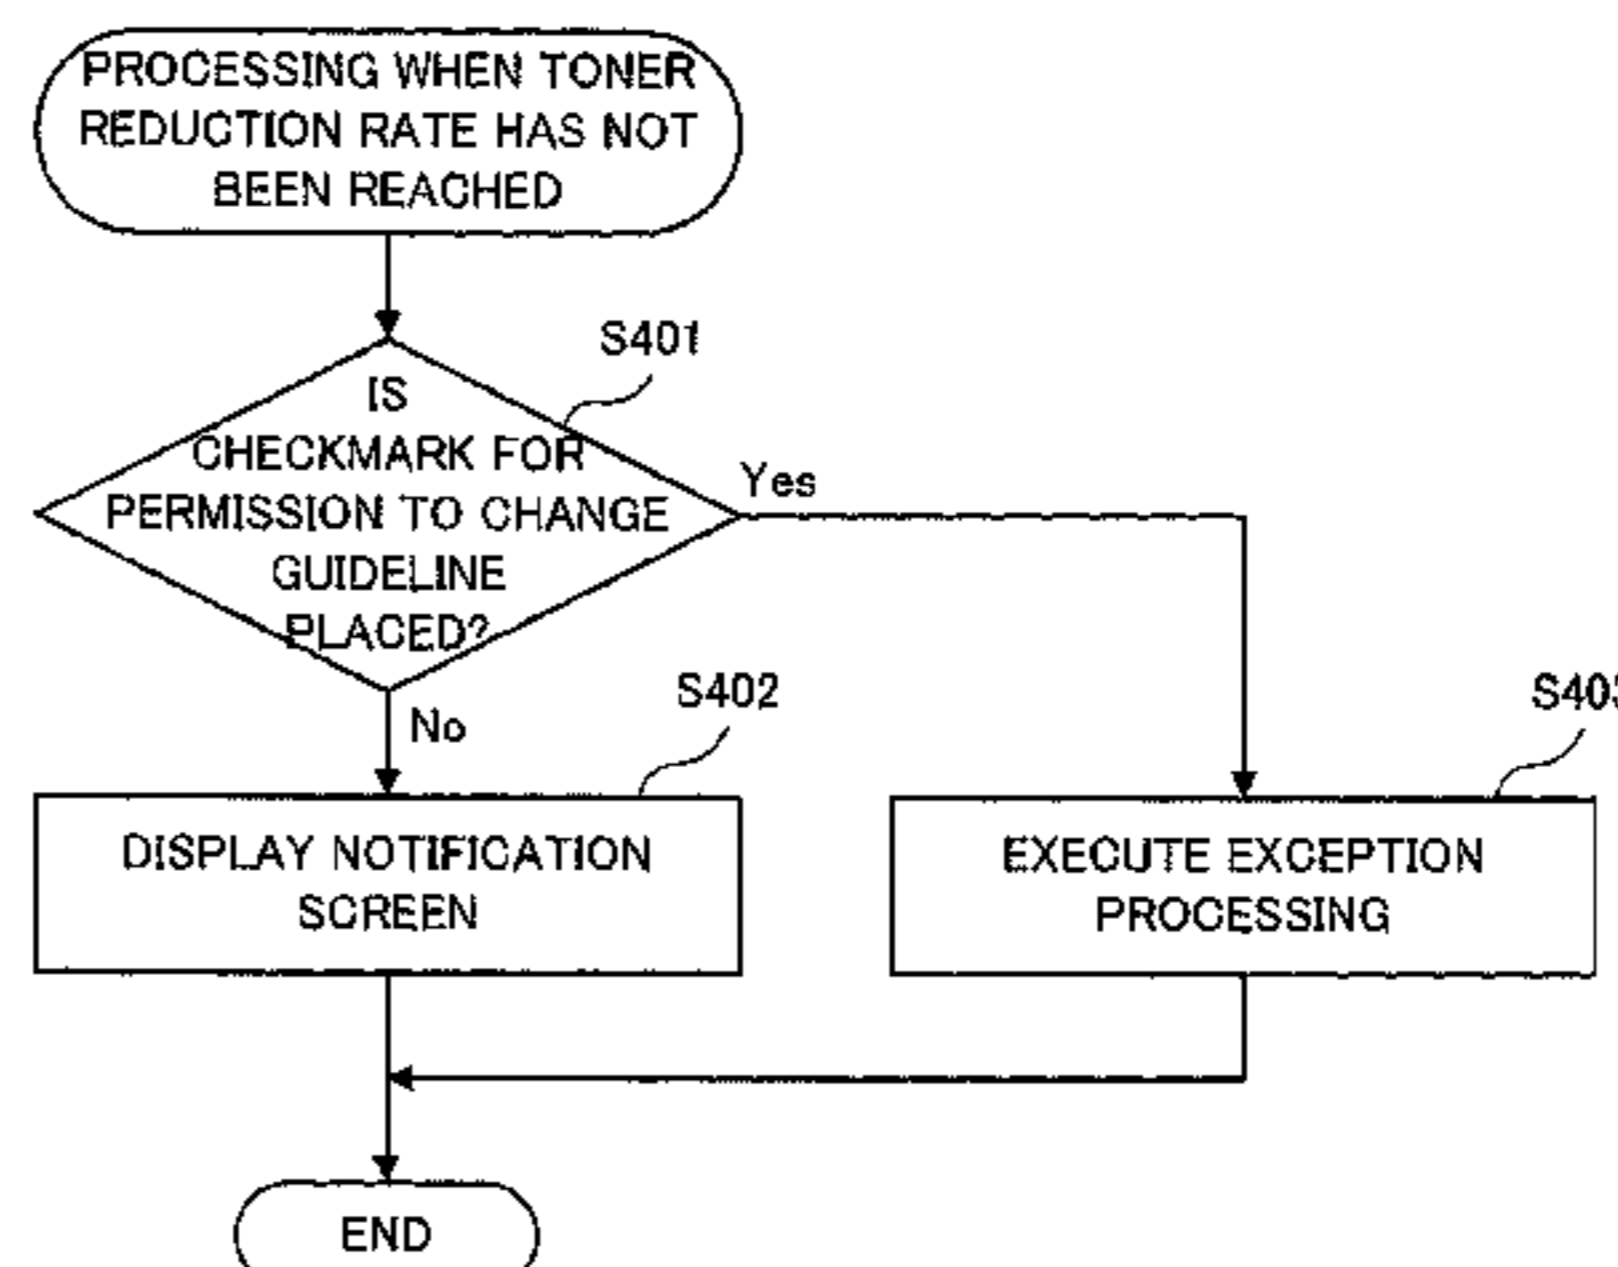 PROCESSING WHEN TONER
REDUCTION RATE HAS NOT
BEEN REACHED
S401
IS
CHECKMARK FOR
PERMISSION TO CHANGE
GUIDELINE
PLACED?
Yes
No
S402
S403
DISPLAY NOTIFICATION
SCREEN
EXECUTE EXCEPTION
PROCESSING
END